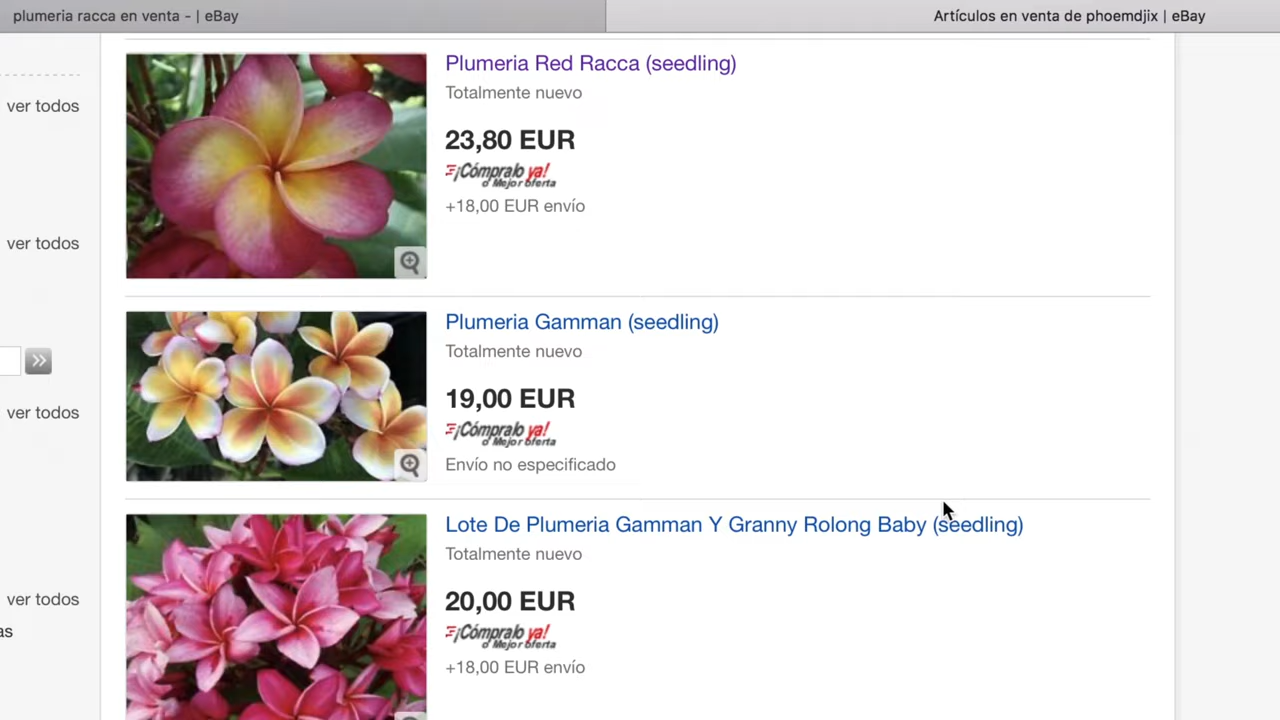 plumeria racca en venta - | eBay
Artículos en venta de phoemdjix | eBay
ver todos
ver todos
ver todos
ver todos
as
Plumeria Red Racca (seedling)
Totalmente nuevo
23,80 EUR
¡Cómpralo ya!
o Mejor oferta
+18,00 EUR envío
Plumeria Gamman (seedling)
Totalmente nuevo
19,00 EUR
¡Cómpralo ya!
o Mejor oferta
Envío no especificado
Lote De Plumeria Gamman Y Granny Rolong Baby (seedling)
Totalmente nuevo
20,00 EUR
¡Cómpralo ya!
o Mejor oferta
+18,00 EUR envío